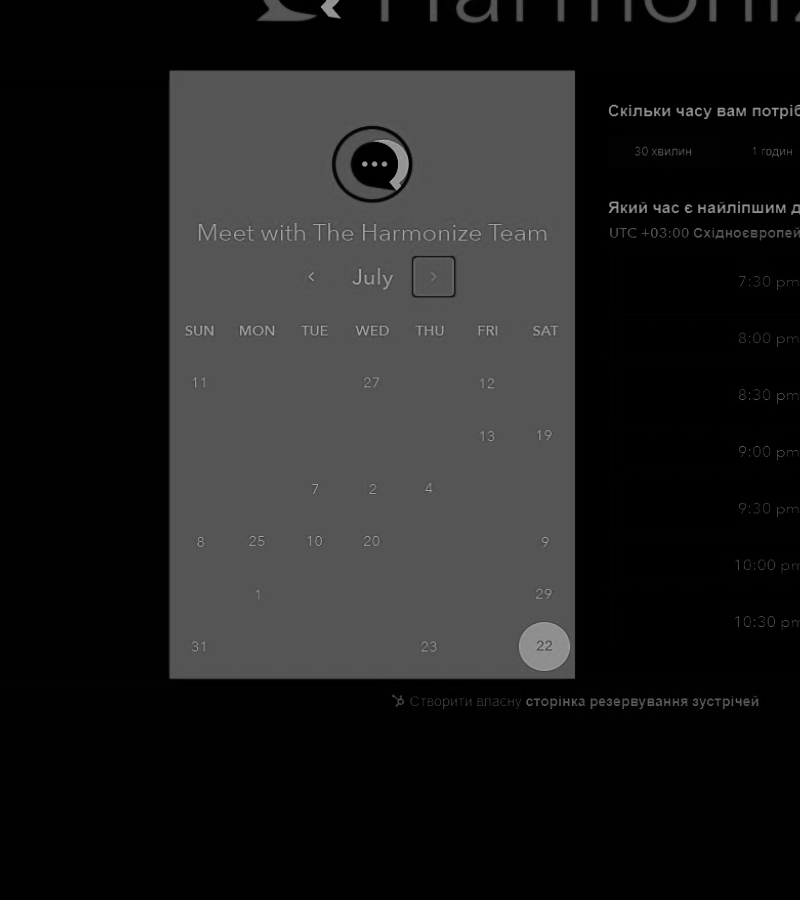 Harmoniz
Скільки часу вам потріб
30 хвилин 1 годин
Meet with The Harmonize Team
Який час є найліпшим д
UTC +03:00 Східноєвропей
July
7:30 pm
SUN MON TUE WED THU FRI SAT
8:00 pm
11 27 12
8:30 pm
13 19
9:00 pm
7 2 4
9:30 pm
8 25 10 20 9
10:00 pm
1 29
10:30 pm
31 23 22
Створити власну сторінка резервування зустрічей